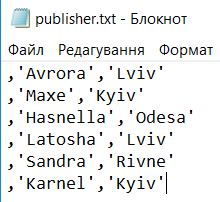 publisher.txt - Блокнот
Файл Редагування Формат
,'Avrora','Lviv'
,'Maxe','Kyiv'
,'Hasnella','Odesa'
,'Latosha','Lviv'
,'Sandra','Rivne'
,'Karnel','Kyiv'